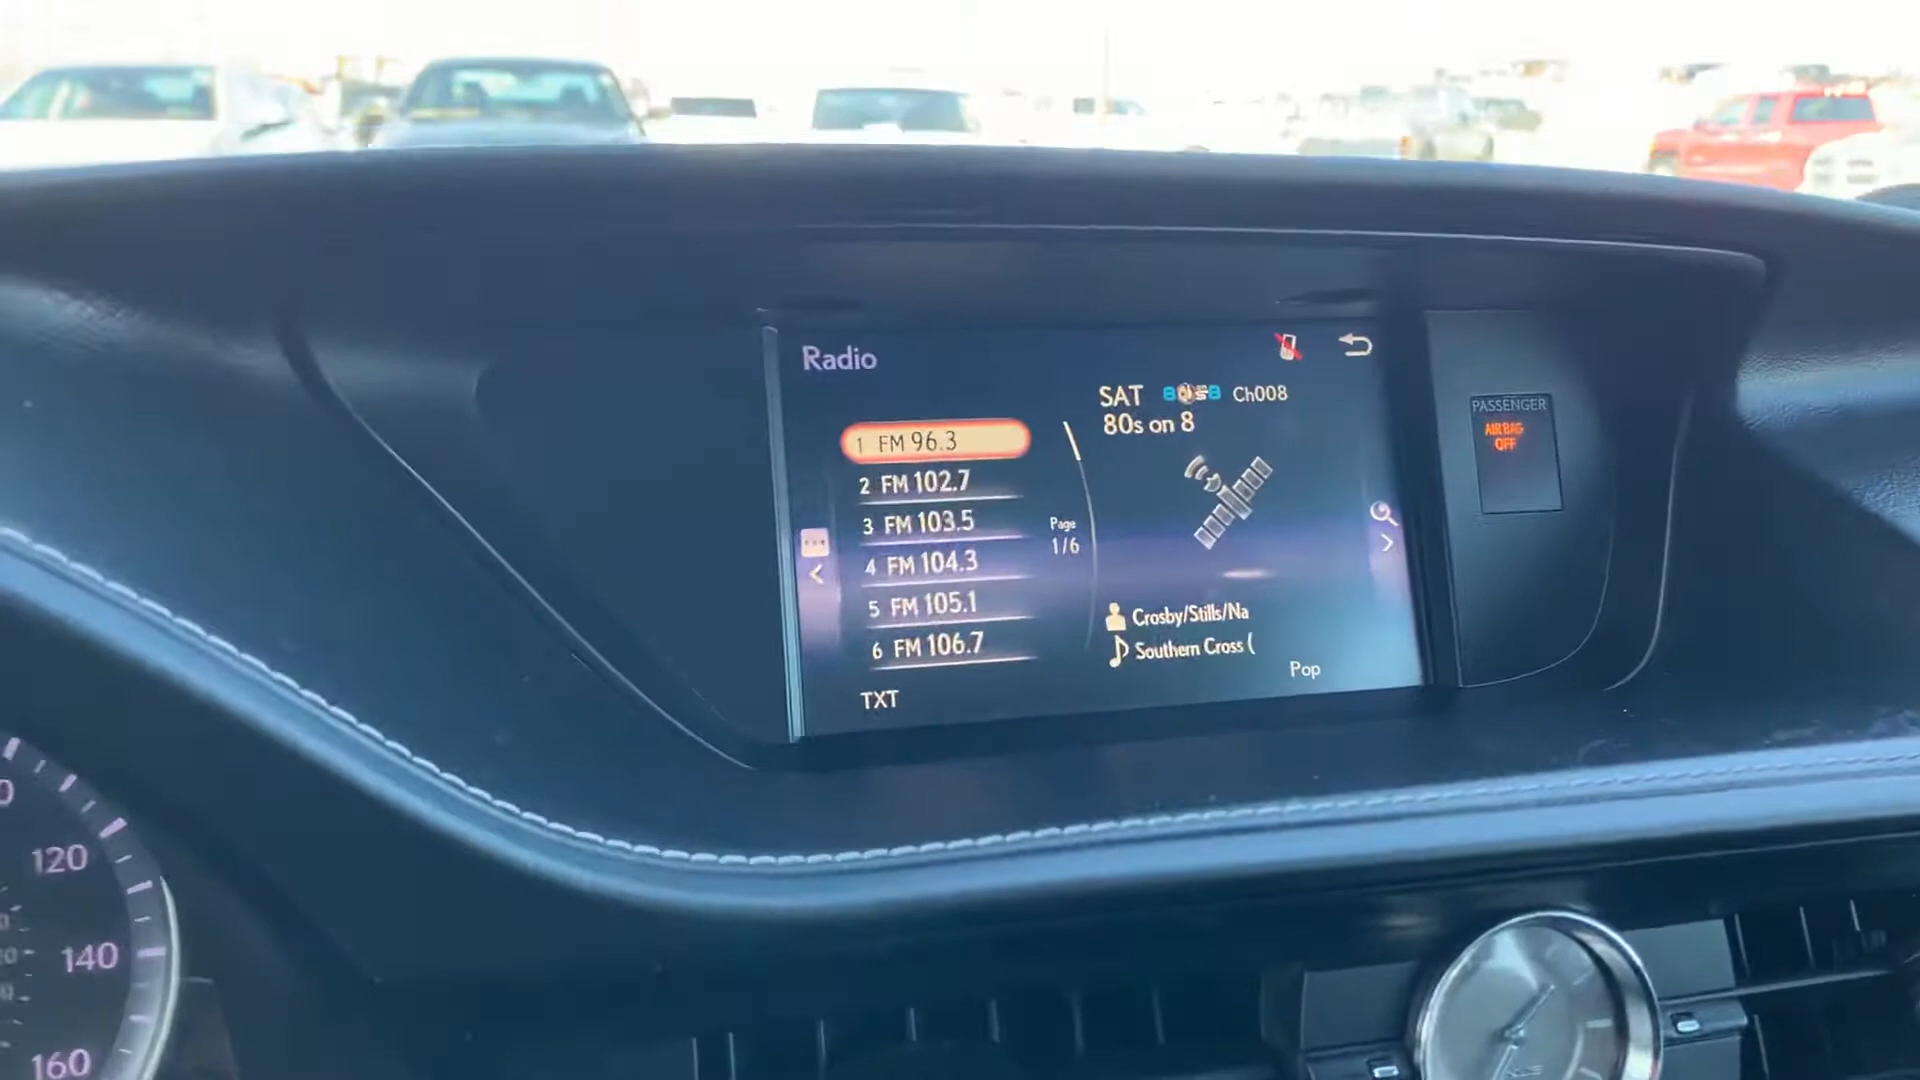 Radio
SAT
Ch008
80s on 8
1 FM 96.3
2 FM 102.7
3 FM 103.5
4 FM 104.3
5 FM 105.1
6 FM 106.7
Page
1/6
Crosby/Stills/Na
Southern Cross (
Pop
TXT
PASSENGER
AIR BAG
OFF
120
140
160